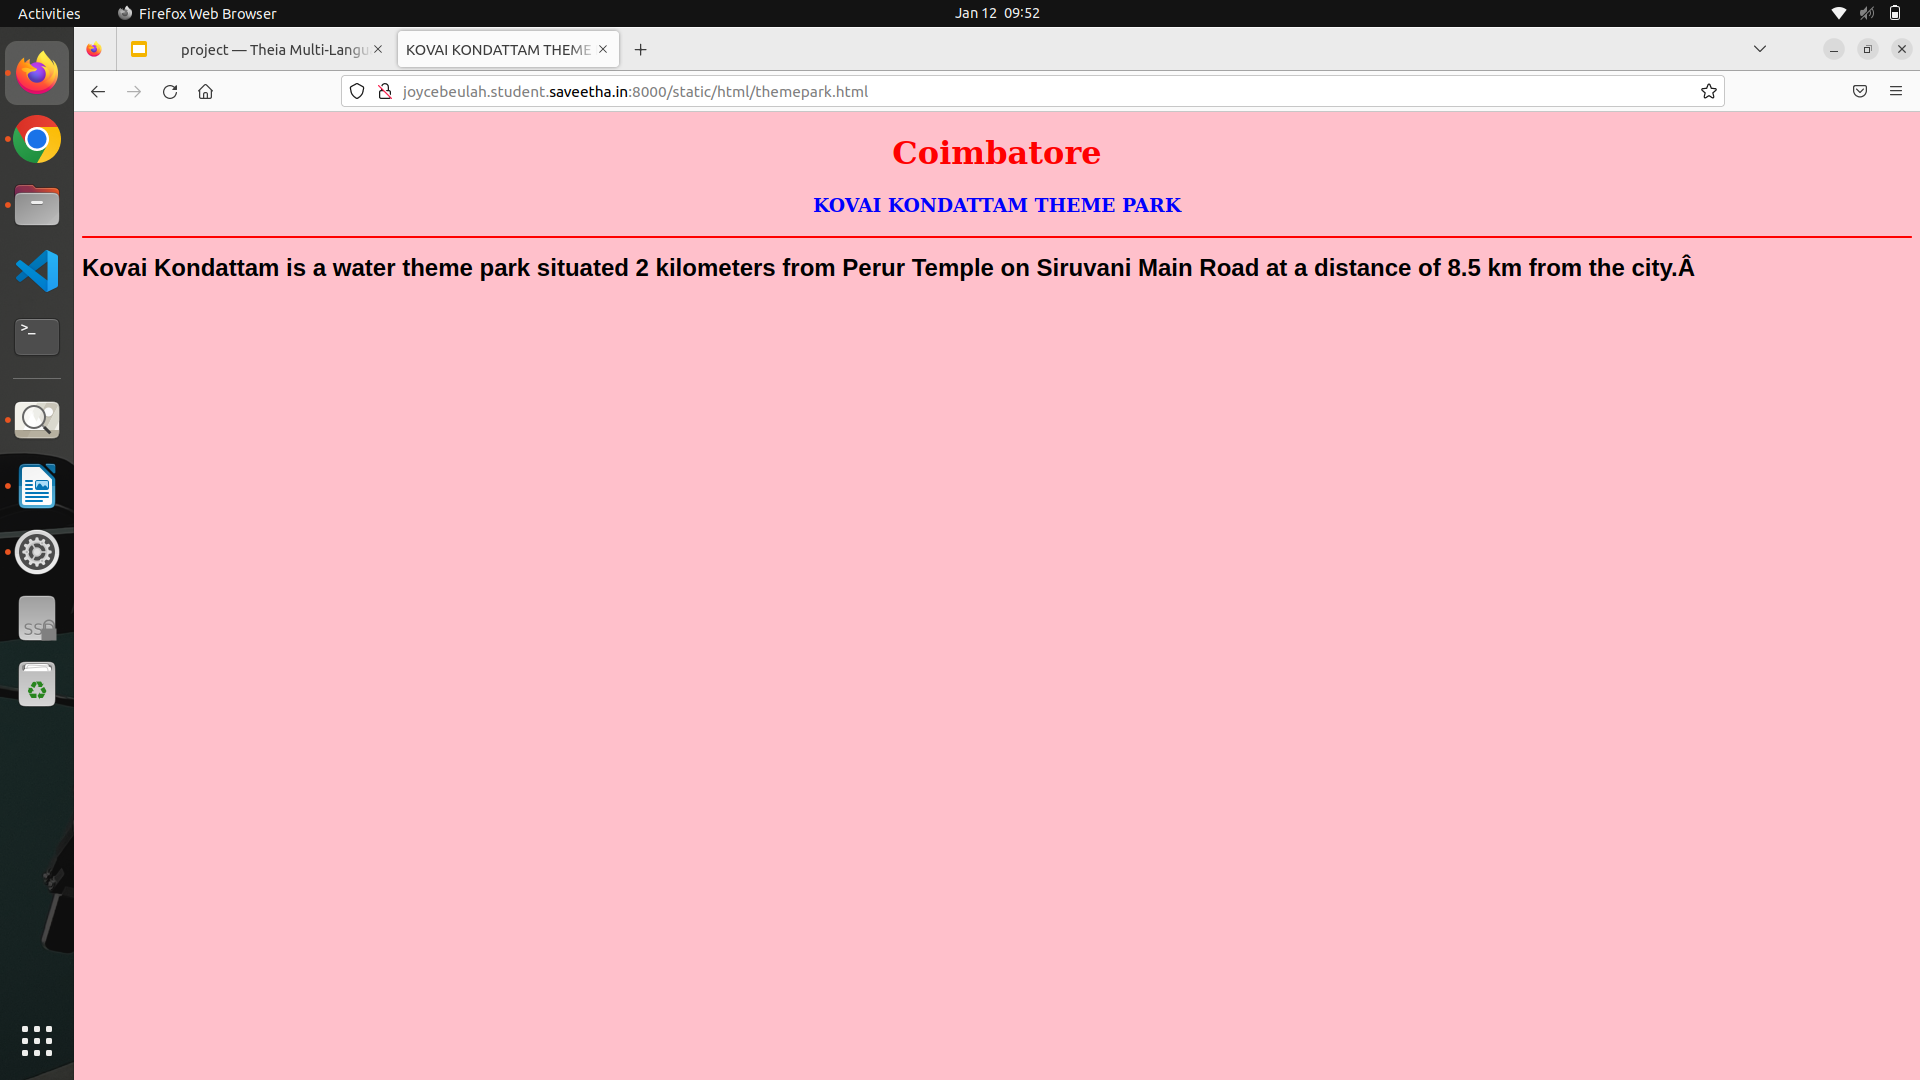 Activities
Firefox Web Browser
Jan 12 09:52
project — Theia Multi-Langu
KOVAI KONDATTAM THEME
joycebeulah.student.saveetha.in:8000/static/html/themepark.html
Coimbatore
KOVAI KONDATTAM THEME PARK
Kovai Kondattam is a water theme park situated 2 kilometers from Perur Temple on Siruvani Main Road at a distance of 8.5 km from the city.Â
>_